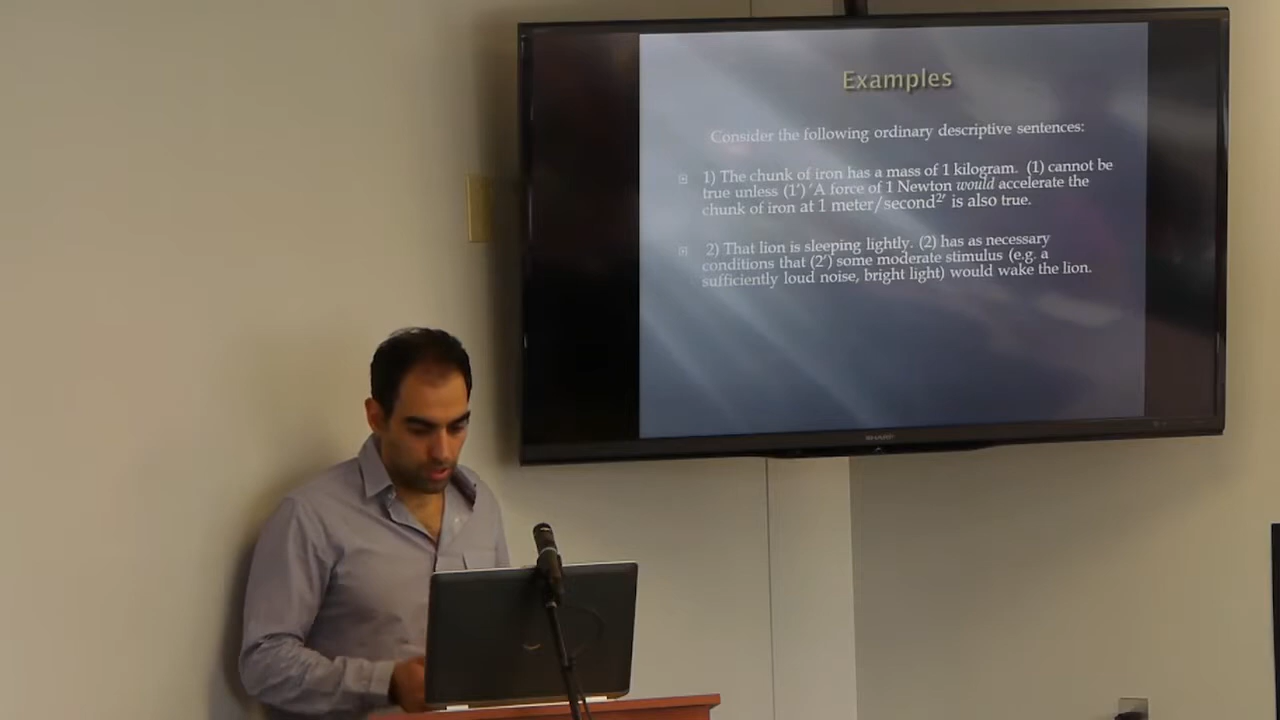 Examples
Consider the following ordinary descriptive sentences:
1) The chunk of iron has a mass of 1 kilogram. (1) cannot be
true unless (1') 'A force of 1 Newton would accelerate the
chunk of iron at 1 meter/second²' is also true.
2) That lion is sleeping lightly. (2) has as necessary
conditions that (2') some moderate stimulus (e.g. a
sufficiently loud noise, bright light) would wake the lion.
SHARP